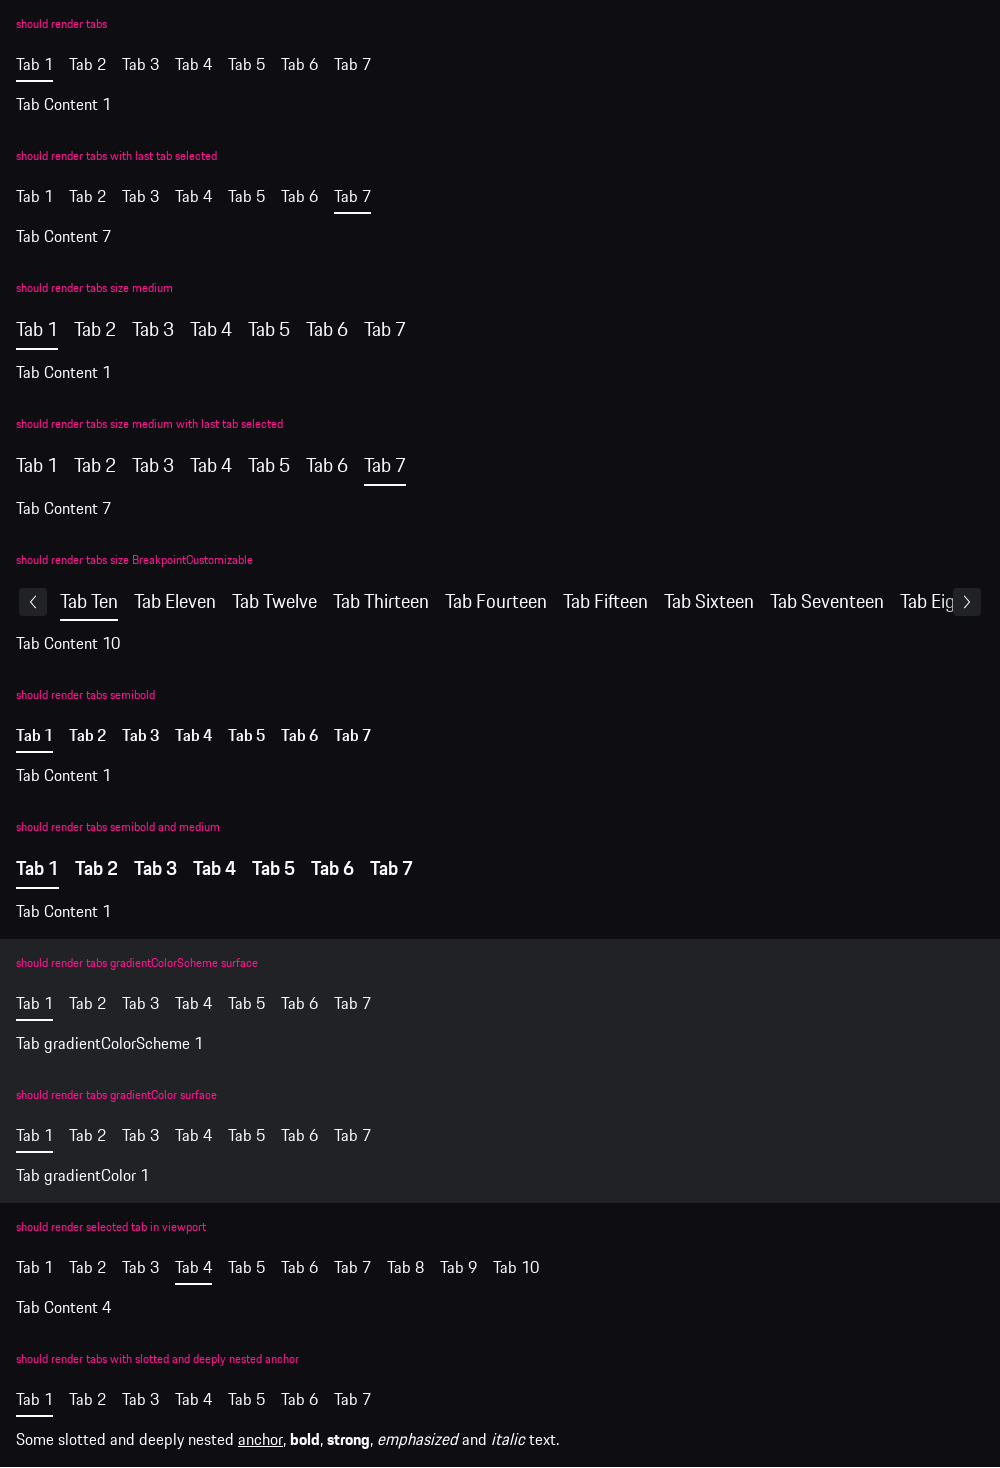 should render tabs
Tab 1 Tab 2 Tab 3 Tab 4 Tab 5 Tab 6 Tab 7
Tab Content 1
should render tabs with last tab selected
Tab 1 Tab 2 Tab 3 Tab 4 Tab 5 Tab 6 Tab 7
Tab Content 7
should render tabs size medium
Tab 1 Tab 2 Tab 3 Tab 4 Tab 5 Tab 6 Tab 7
Tab Content 1
should render tabs size medium with last tab selected
Tab 1 Tab 2 Tab 3 Tab 4 Tab 5 Tab 6 Tab 7
Tab Content 7
should render tabs size BreakpointCustomizable
Tab Ten Tab Eleven Tab Twelve Tab Thirteen Tab Fourteen Tab Fifteen Tab Sixteen Tab Seventeen Tab Eig
Tab Content 10
should render tabs semibold
Tab 1 Tab 2 Tab 3 Tab 4 Tab 5 Tab 6 Tab 7
Tab Content 1
should render tabs semibold and medium
Tab 1 Tab 2 Tab 3 Tab 4 Tab 5 Tab 6 Tab 7
Tab Content 1
should render tabs gradientColorScheme surface
Tab 1 Tab 2 Tab 3 Tab 4 Tab 5 Tab 6 Tab 7
Tab gradientColorScheme 1
should render tabs gradientColor surface
Tab 1 Tab 2 Tab 3 Tab 4 Tab 5 Tab 6 Tab 7
Tab gradientColor 1
should render selected tab in viewport
Tab 1 Tab 2 Tab 3 Tab 4 Tab 5 Tab 6 Tab 7 Tab 8 Tab 9 Tab 10
Tab Content 4
should render tabs with slotted and deeply nested anchor
Tab 1 Tab 2 Tab 3 Tab 4 Tab 5 Tab 6 Tab 7
Some slotted and deeply nested anchor, bold, strong, emphasized and italic text.